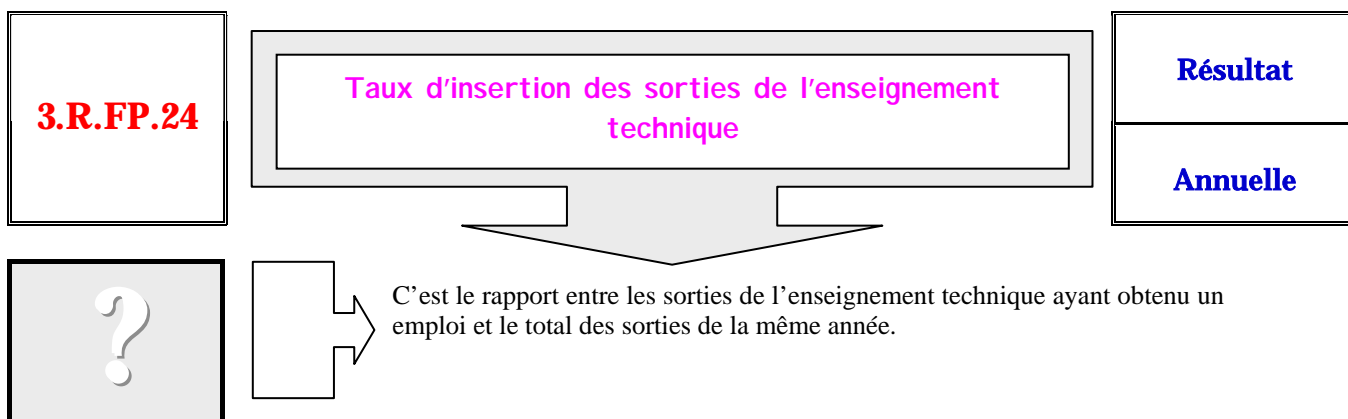 3.R.FP.24
Taux d'insertion des sorties de l'enseignement
technique
Résultat
Annuelle
?
C’est le rapport entre les sorties de l’enseignement technique ayant obtenu un
emploi et le total des sorties de la même année.